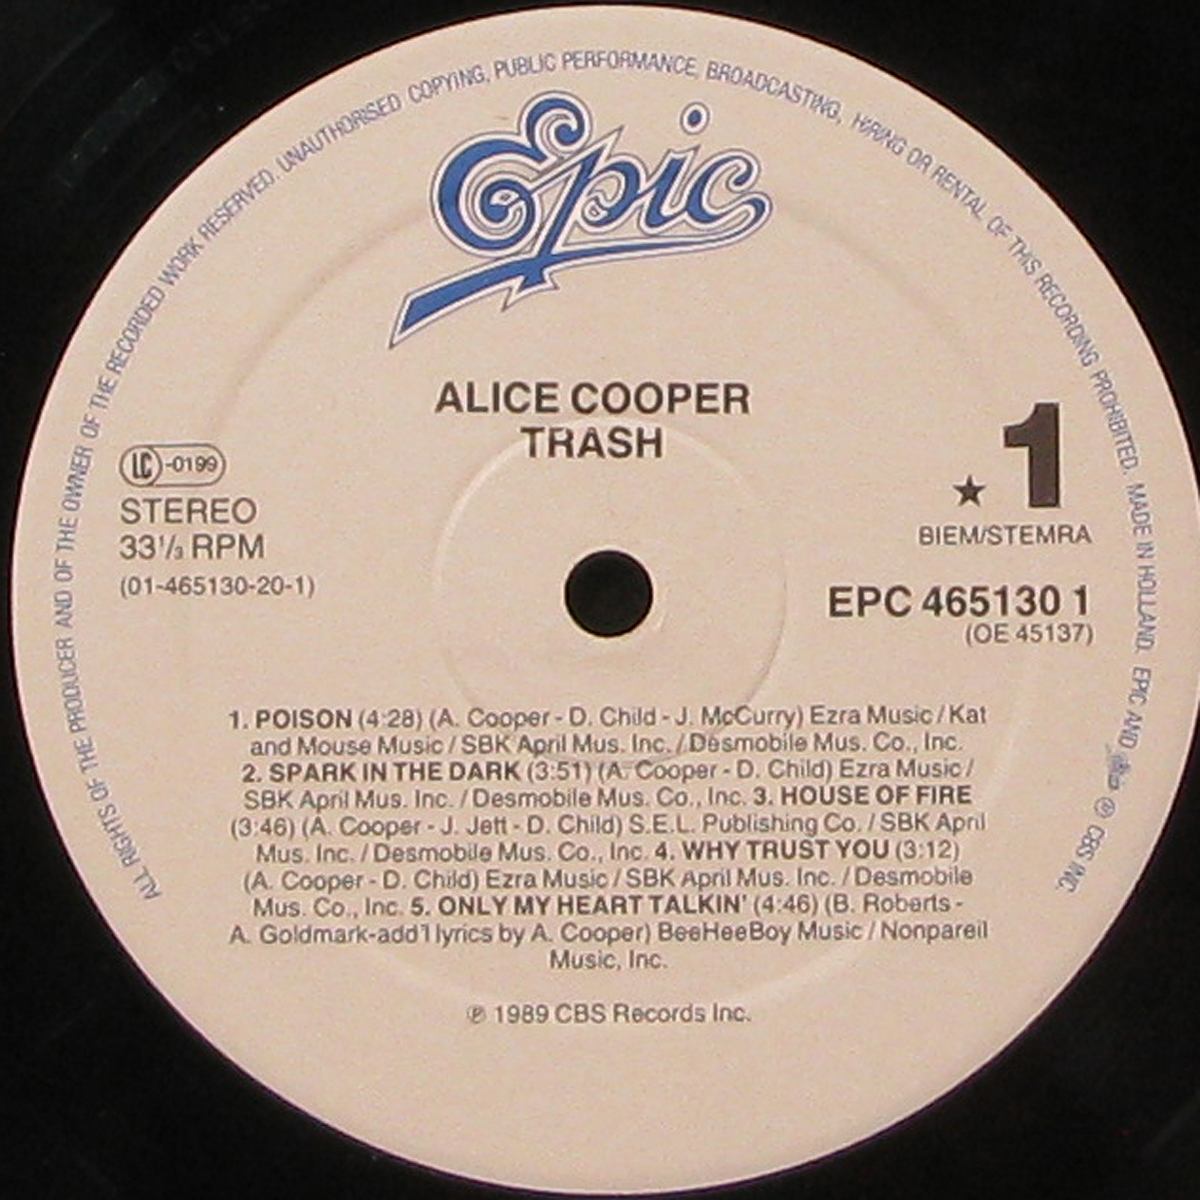 ALL RIGHTS OF THE PRODUCER AND OF THE OWNER OF THE RECORDED WORK RESERVED. UNAUTHORISED COPYING, PUBLIC PERFORMANCE, BROADCASTING, HIRING OR RENTAL OF THIS RECORDING PROHIBITED. MADE IN HOLLAND. EPIC AND ℗ CBS INC.
Epic
ALICE COOPER
TRASH
LC-0199
STEREO
33 1/3 RPM
(01-465130-20-1)
★ 1
BIEM/STEMRA
EPC 465130 1
(OE 45137)
1. POISON (4:28) (A. Cooper - D. Child - J. McCurry) Ezra Music / Kat
and Mouse Music / SBK April Mus. Inc. / Desmobile Mus. Co., Inc.
2. SPARK IN THE DARK (3:51) (A. Cooper - D. Child) Ezra Music /
SBK April Mus. Inc. / Desmobile Mus. Co., Inc. 3. HOUSE OF FIRE
(3:46) (A. Cooper - J. Jett - D. Child) S.E.L. Publishing Co. / SBK April
Mus. Inc. / Desmobile Mus. Co., Inc. 4. WHY TRUST YOU (3:12)
(A. Cooper - D. Child) Ezra Music / SBK April Mus. Inc. / Desmobile
Mus. Co., Inc. 5. ONLY MY HEART TALKIN' (4:46) (B. Roberts -
A. Goldmark-add'l lyrics by A. Cooper) BeeHeeBoy Music / Nonpareil
Music, Inc.
℗ 1989 CBS Records Inc.